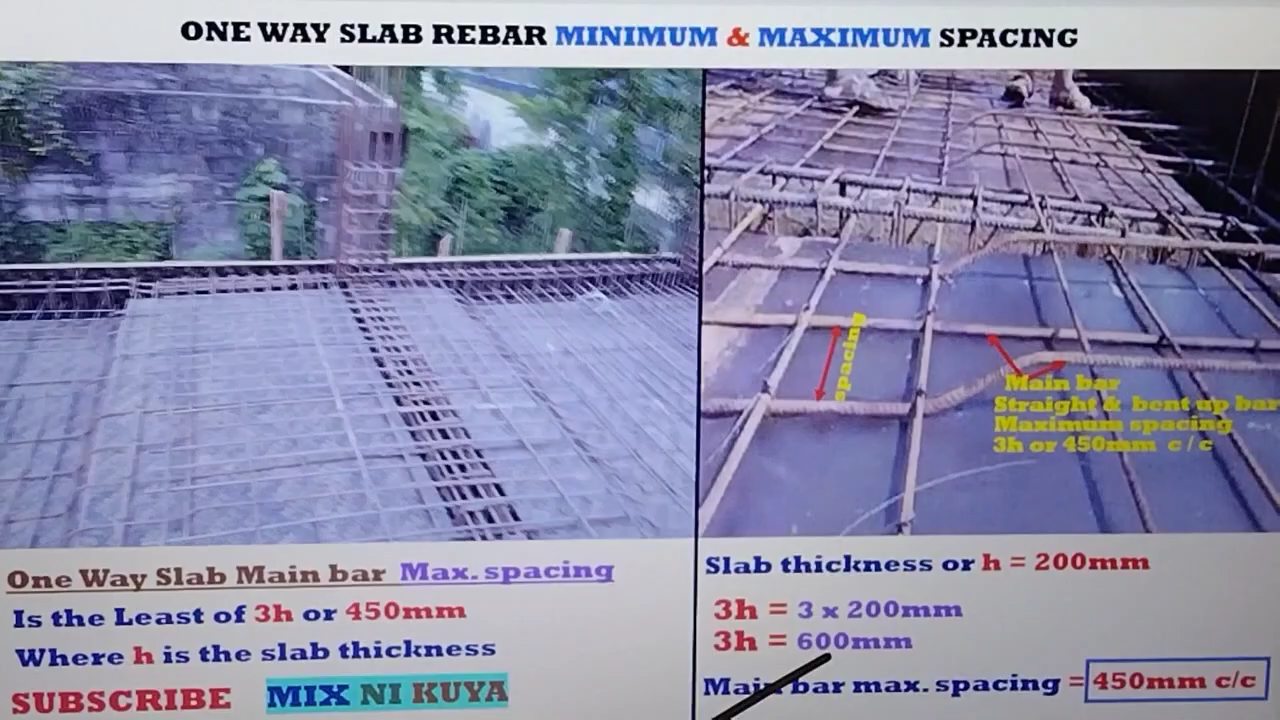 ONE WAY SLAB REBAR MINIMUM & MAXIMUM SPACING
spacing
Main bar
Straight & bent up bar
Maximum spacing
3h or 450mm c/c
One Way Slab Main bar Max. spacing
Is the Least of 3h or 450mm
Where h is the slab thickness
SUBSCRIBE MIX NI KUYA
Slab thickness or h = 200mm
3h = 3 x 200mm
3h = 600mm
Main bar max. spacing = 450mm c/c